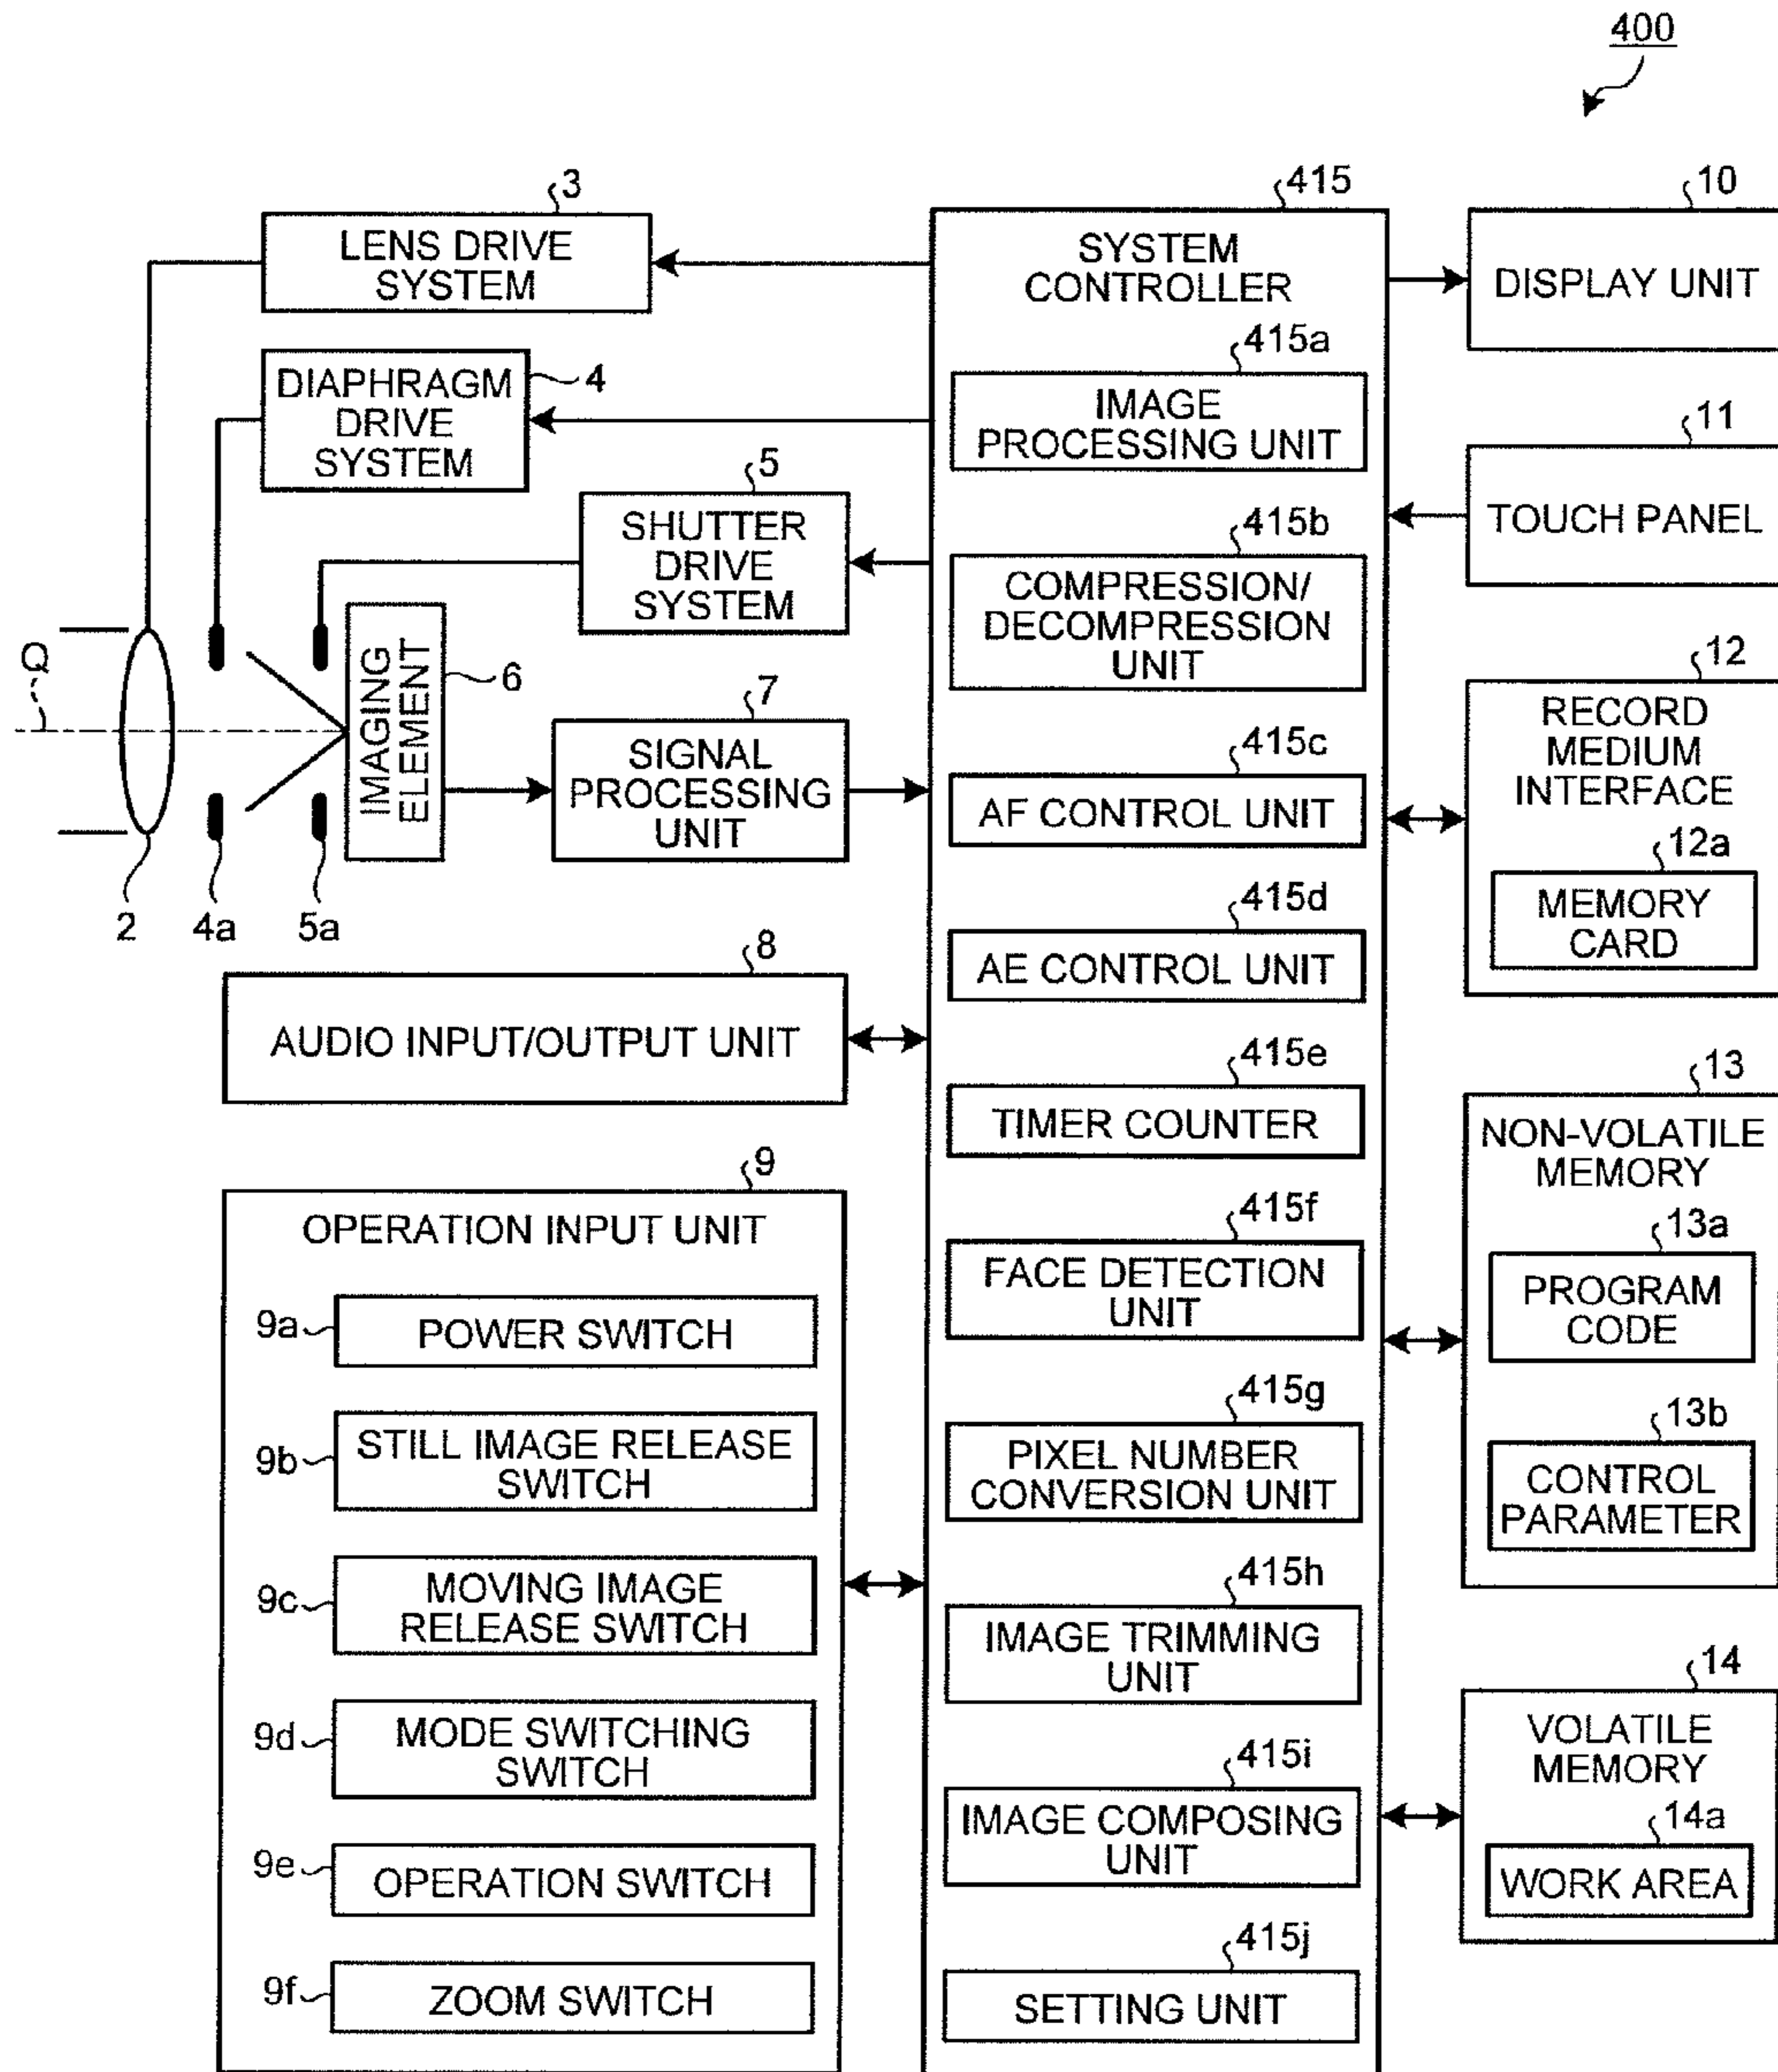 400
3
LENS DRIVE
SYSTEM
4
DIAPHRAGM
DRIVE
SYSTEM
5
SHUTTER
DRIVE
SYSTEM
Q
IMAGING
ELEMENT
6
7
SIGNAL
PROCESSING
UNIT
2
4a
5a
8
AUDIO INPUT/OUTPUT UNIT
9
OPERATION INPUT UNIT
9a
POWER SWITCH
9b
STILL IMAGE RELEASE
SWITCH
9c
MOVING IMAGE
RELEASE SWITCH
9d
MODE SWITCHING
SWITCH
9e
OPERATION SWITCH
9f
ZOOM SWITCH
415
SYSTEM
CONTROLLER
415a
IMAGE
PROCESSING UNIT
415b
COMPRESSION/
DECOMPRESSION
UNIT
415c
AF CONTROL UNIT
415d
AE CONTROL UNIT
415e
TIMER COUNTER
415f
FACE DETECTION
UNIT
415g
PIXEL NUMBER
CONVERSION UNIT
415h
IMAGE TRIMMING
UNIT
415i
IMAGE COMPOSING
UNIT
415j
SETTING UNIT
10
DISPLAY UNIT
11
TOUCH PANEL
12
RECORD
MEDIUM
INTERFACE
12a
MEMORY
CARD
13
NON-VOLATILE
MEMORY
13a
PROGRAM
CODE
13b
CONTROL
PARAMETER
14
VOLATILE
MEMORY
14a
WORK AREA